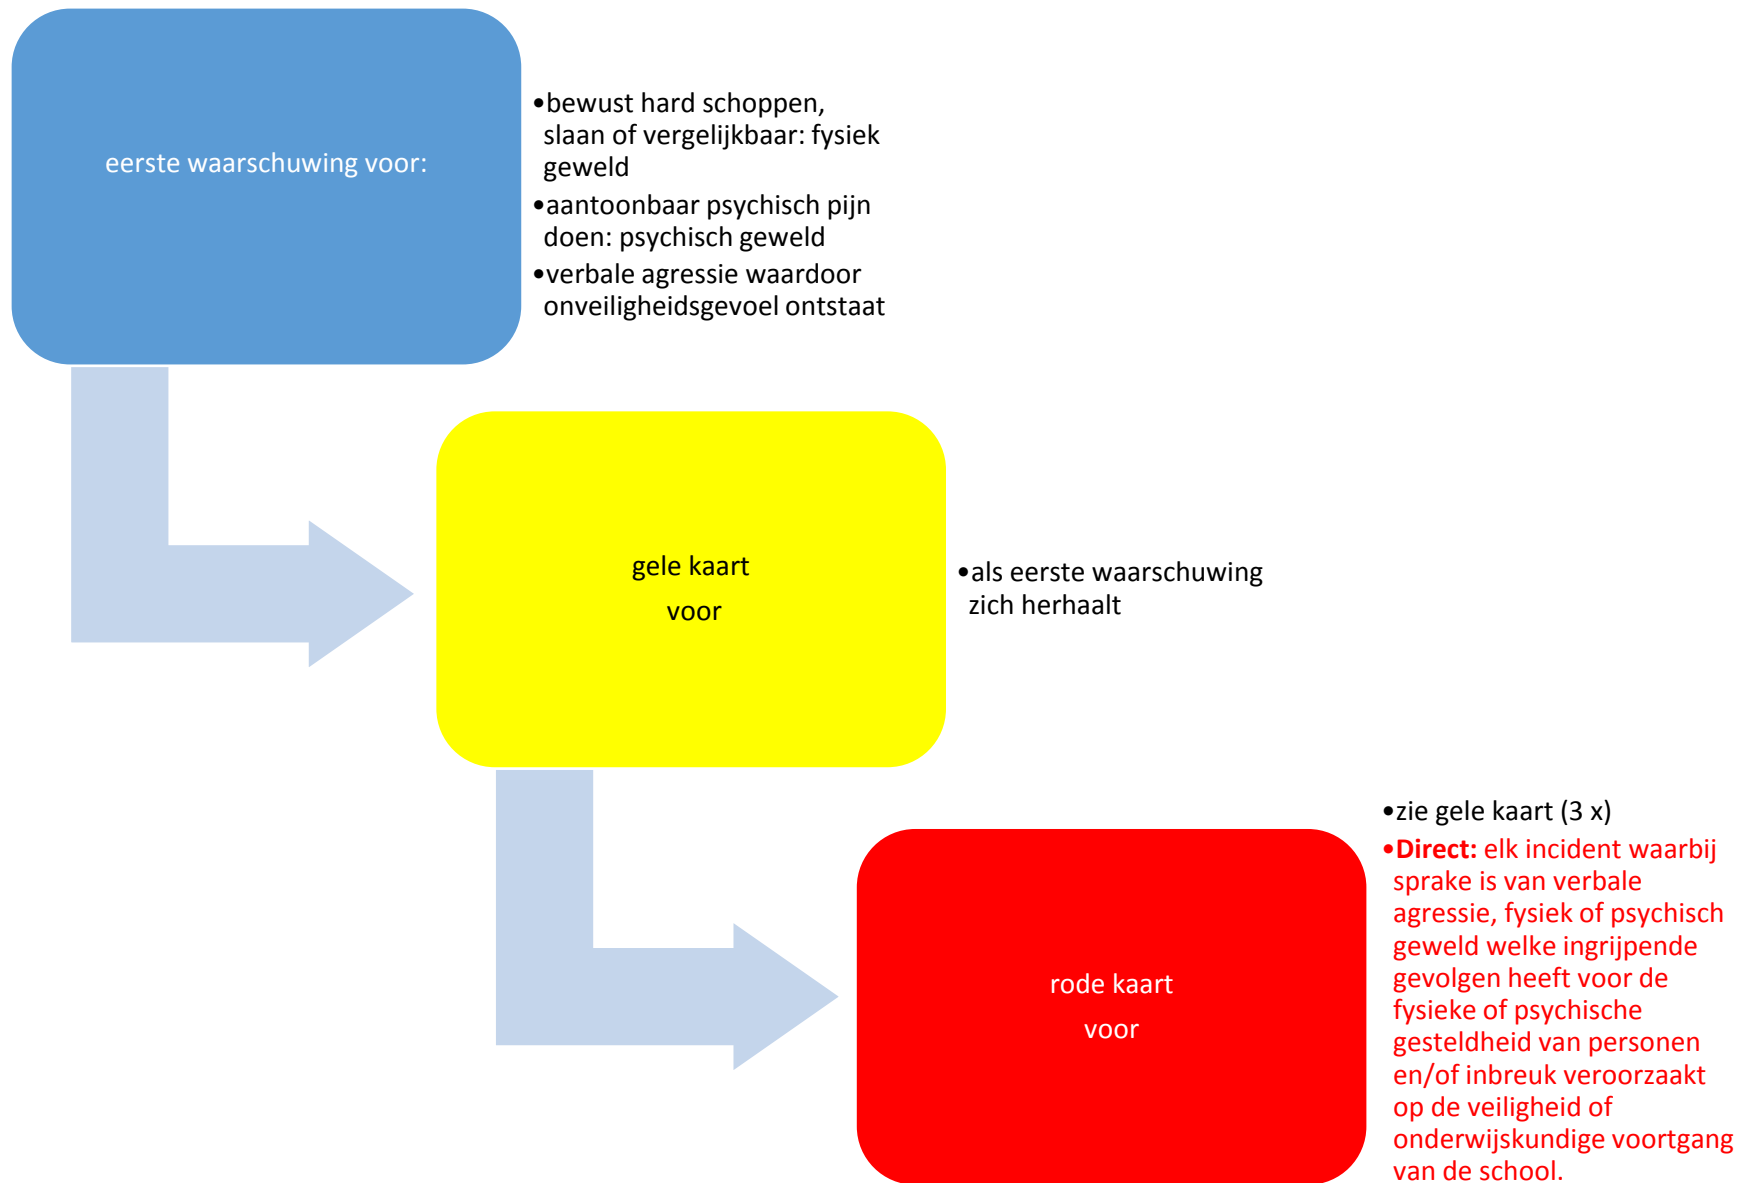 eerste waarschuwing voor:
•bewust hard schoppen,
slaan of vergelijkbaar: fysiek
geweld
•aantoonbaar psychisch pijn
doen: psychisch geweld
•verbale agressie waardoor
onveiligheidsgevoel ontstaat
gele kaart
voor
•als eerste waarschuwing
zich herhaalt
rode kaart
voor
•zie gele kaart (3 x)
•Direct: elk incident waarbij
sprake is van verbale
agressie, fysiek of psychisch
geweld welke ingrijpende
gevolgen heeft voor de
fysieke of psychische
gesteldheid van personen
en/of inbreuk veroorzaakt
op de veiligheid of
onderwijskundige voortgang
van de school.